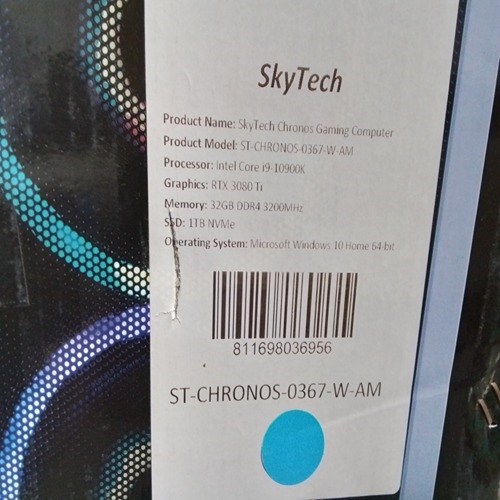 SkyTech
Product Name: SkyTech Chronos Gaming Computer
Product Model: ST-CHRONOS-0367-W-AM
Processor: Intel Core i9-10900K
Graphics: RTX 3080 Ti
Memory: 32GB DDR4 3200MHz
SSD: 1TB NVMe
Operating System: Microsoft Windows 10 Home 64-bit
811698036956
ST-CHRONOS-0367-W-AM